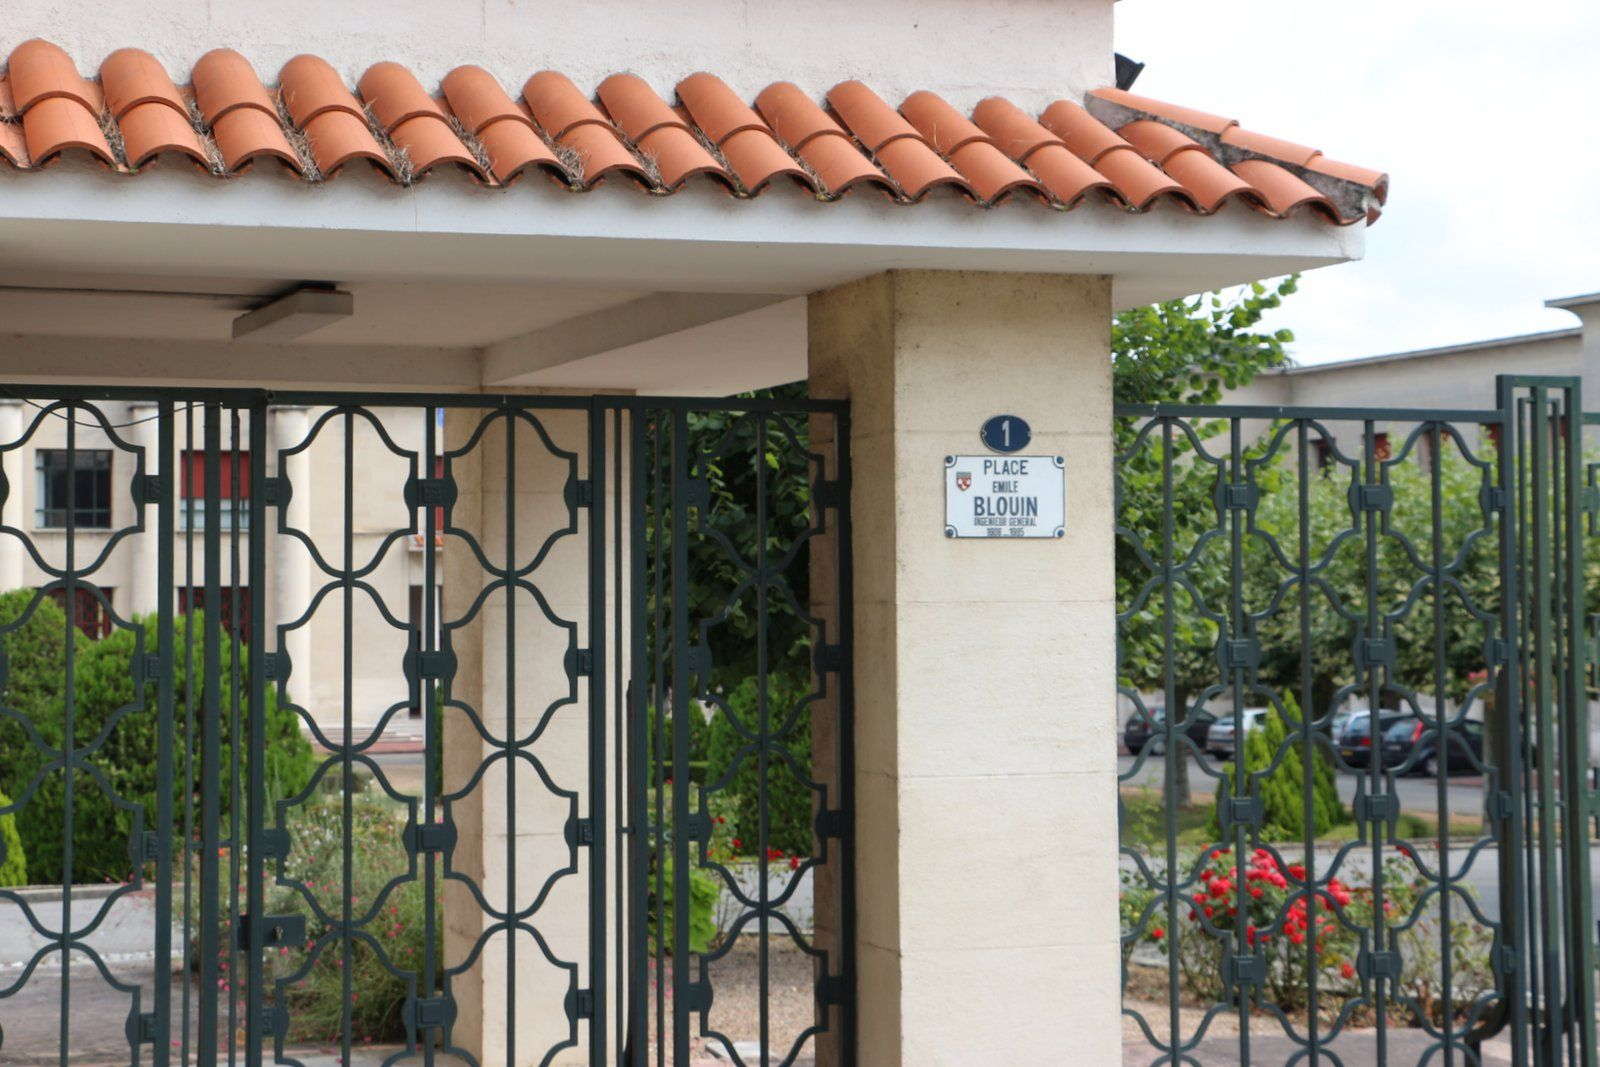 1
PLACE
EMILE
BLOUIN
INGENIEUR GENERAL